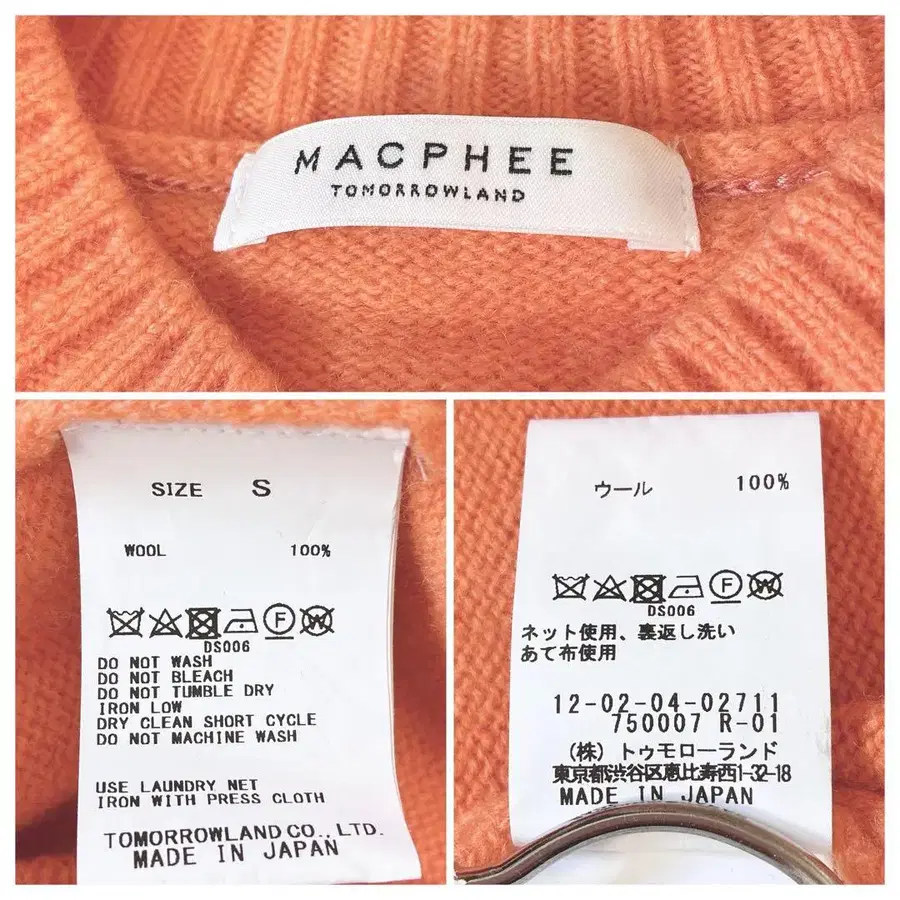 MACPHEE
TOMORROWLAND
SIZE S
WOOL 100%
F W
DS006
DO NOT WASH
DO NOT BLEACH
DO NOT TUMBLE DRY
IRON LOW
DRY CLEAN SHORT CYCLE
DO NOT MACHINE WASH
USE LAUNDRY NET
IRON WITH PRESS CLOTH
TOMORROWLAND CO., LTD.
MADE IN JAPAN
ウール 100%
F W
DS006
ネット使用、裏返し洗い
あて布使用
12-02-04-02711
750007 R-01
(株) トゥモローランド
東京都渋谷区恵比寿西1-32-18
MADE IN JAPAN